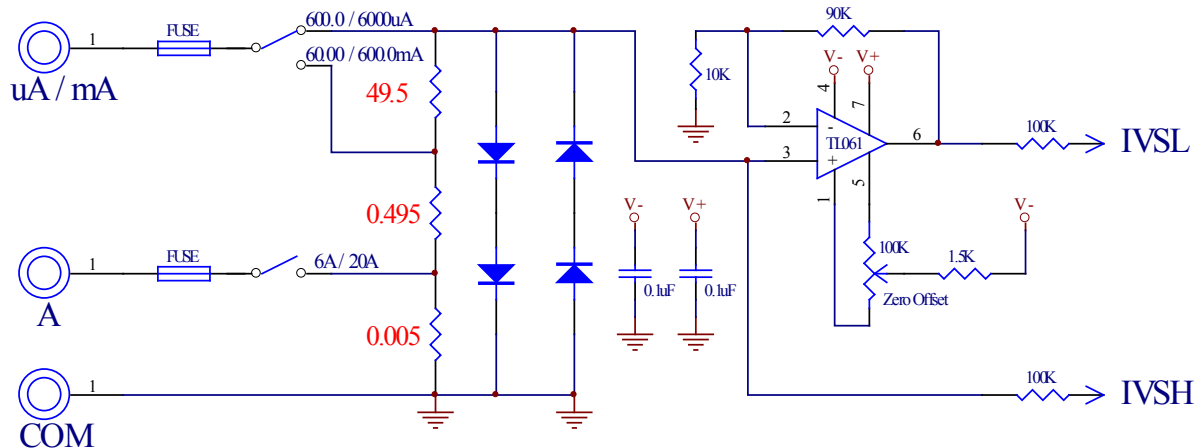 FUSE
600.0 / 6000uA
1
60.00 / 600.0mA
uA / mA
49.5
90K
10K
V-
V+
4
7
2
-
TL061
6
3
+
100K
IVSL
5
1
0.495
V-
V+
V-
FUSE
1
6A / 20A
100K
1.5K
A
0.1uF
0.1uF
Zero Offset
0.005
1
COM
100K
IVSH